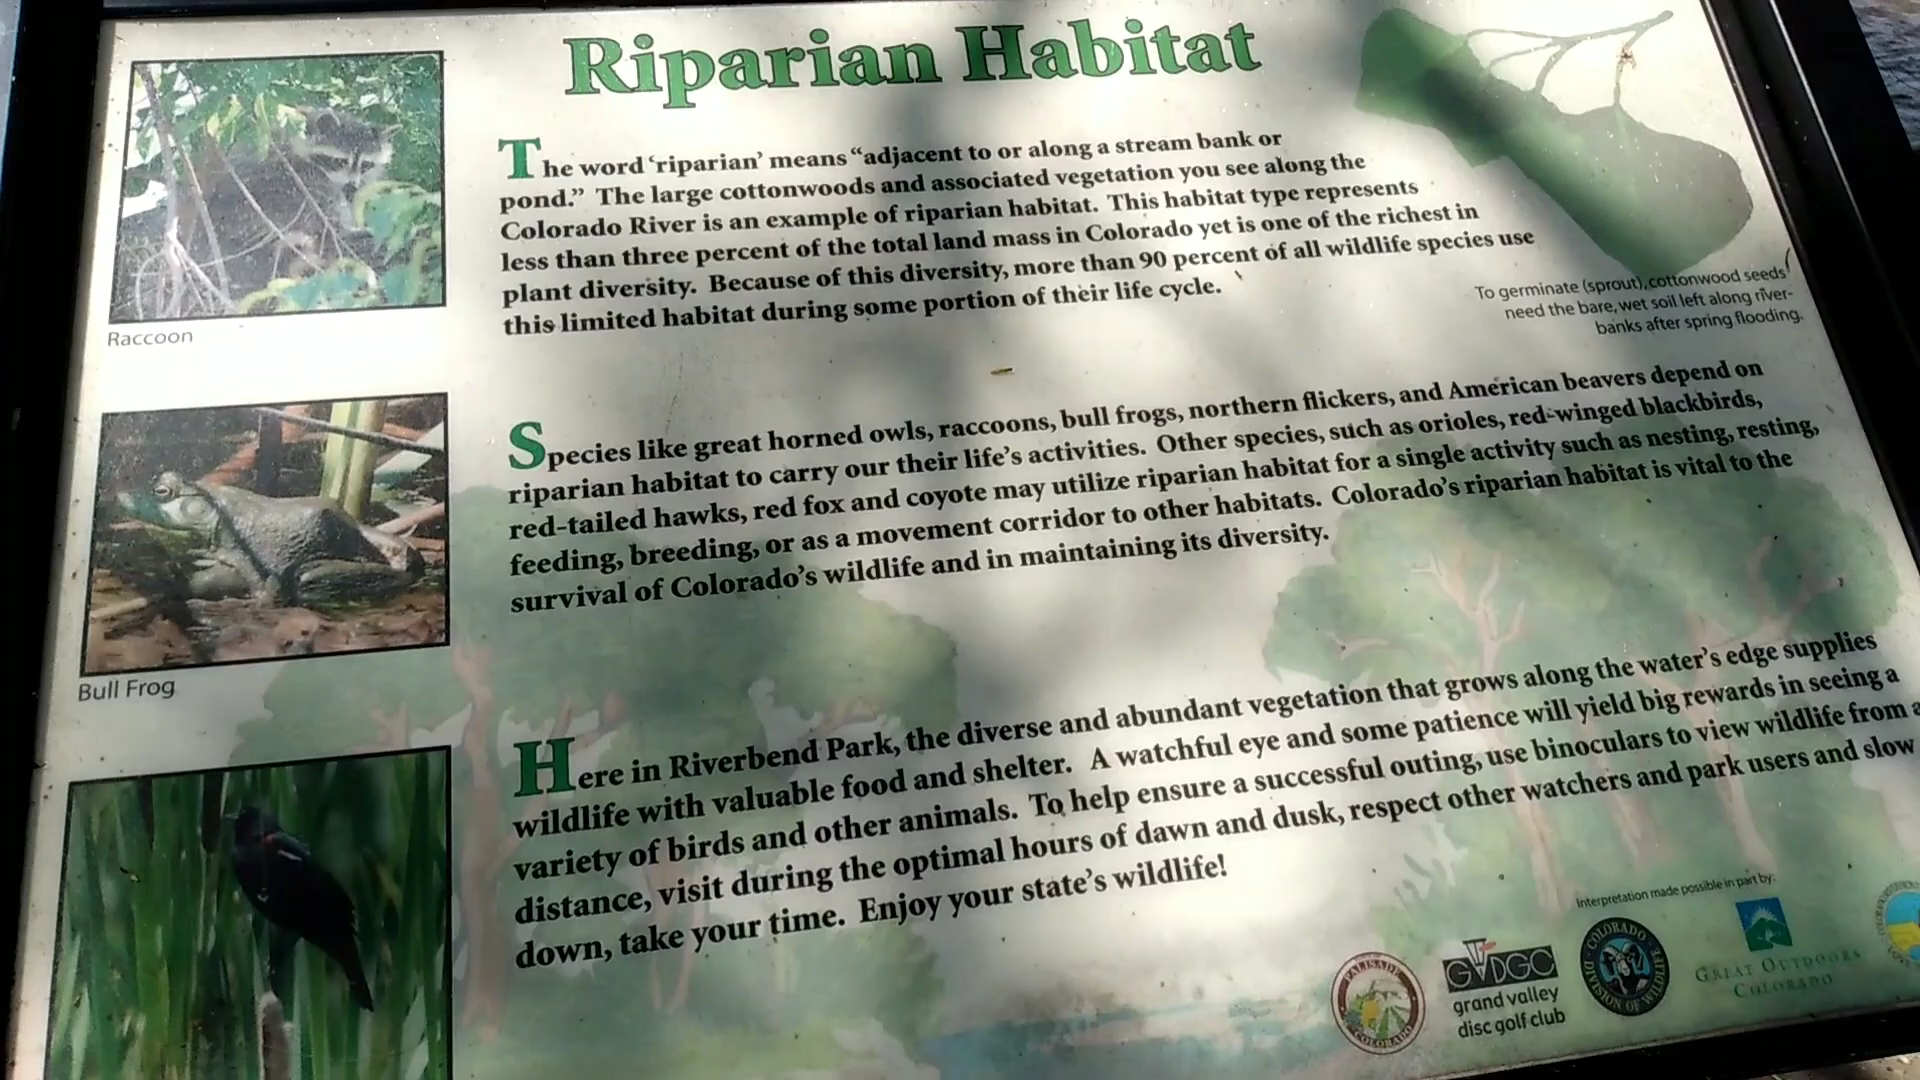 Riparian Habitat
The word ‘riparian’ means “adjacent to or along a stream bank or
pond.” The large cottonwoods and associated vegetation you see along the
Colorado River is an example of riparian habitat. This habitat type represents
less than three percent of the total land mass in Colorado yet is one of the richest in
plant diversity. Because of this diversity, more than 90 percent of all wildlife species use
this limited habitat during some portion of their life cycle.
To germinate (sprout), cottonwood seeds
need the bare, wet soil left along river-
banks after spring flooding.
Raccoon
Species like great horned owls, raccoons, bull frogs, northern flickers, and American beavers depend on
riparian habitat to carry our their life’s activities. Other species, such as orioles, red-winged blackbirds,
red-tailed hawks, red fox and coyote may utilize riparian habitat for a single activity such as nesting, resting,
feeding, breeding, or as a movement corridor to other habitats. Colorado’s riparian habitat is vital to the
survival of Colorado’s wildlife and in maintaining its diversity.
Bull Frog
Here in Riverbend Park, the diverse and abundant vegetation that grows along the water’s edge supplies
wildlife with valuable food and shelter. A watchful eye and some patience will yield big rewards in seeing a
variety of birds and other animals. To help ensure a successful outing, use binoculars to view wildlife from a
distance, visit during the optimal hours of dawn and dusk, respect other watchers and park users and slow
down, take your time. Enjoy your state’s wildlife!
Interpretation made possible in part by:
PALISADE
COLORADO
GVDGC
grand valley
disc golf club
COLORADO
DIVISION OF WILDLIFE
GREAT OUTDOORS
COLORADO